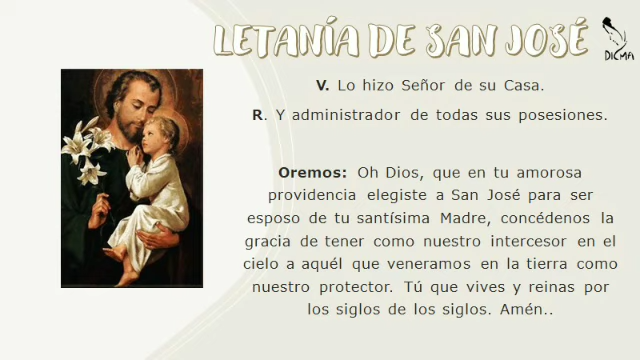 LETANÍA DE SAN JOSÉ
DICMA
V. Lo hizo Señor de su Casa.
R. Y administrador de todas sus posesiones.
Oremos: Oh Dios, que en tu amorosa
providencia elegiste a San José para ser
esposo de tu santísima Madre, concédenos la
gracia de tener como nuestro intercesor en el
cielo a aquél que veneramos en la tierra como
nuestro protector. Tú que vives y reinas por
los siglos de los siglos. Amén..